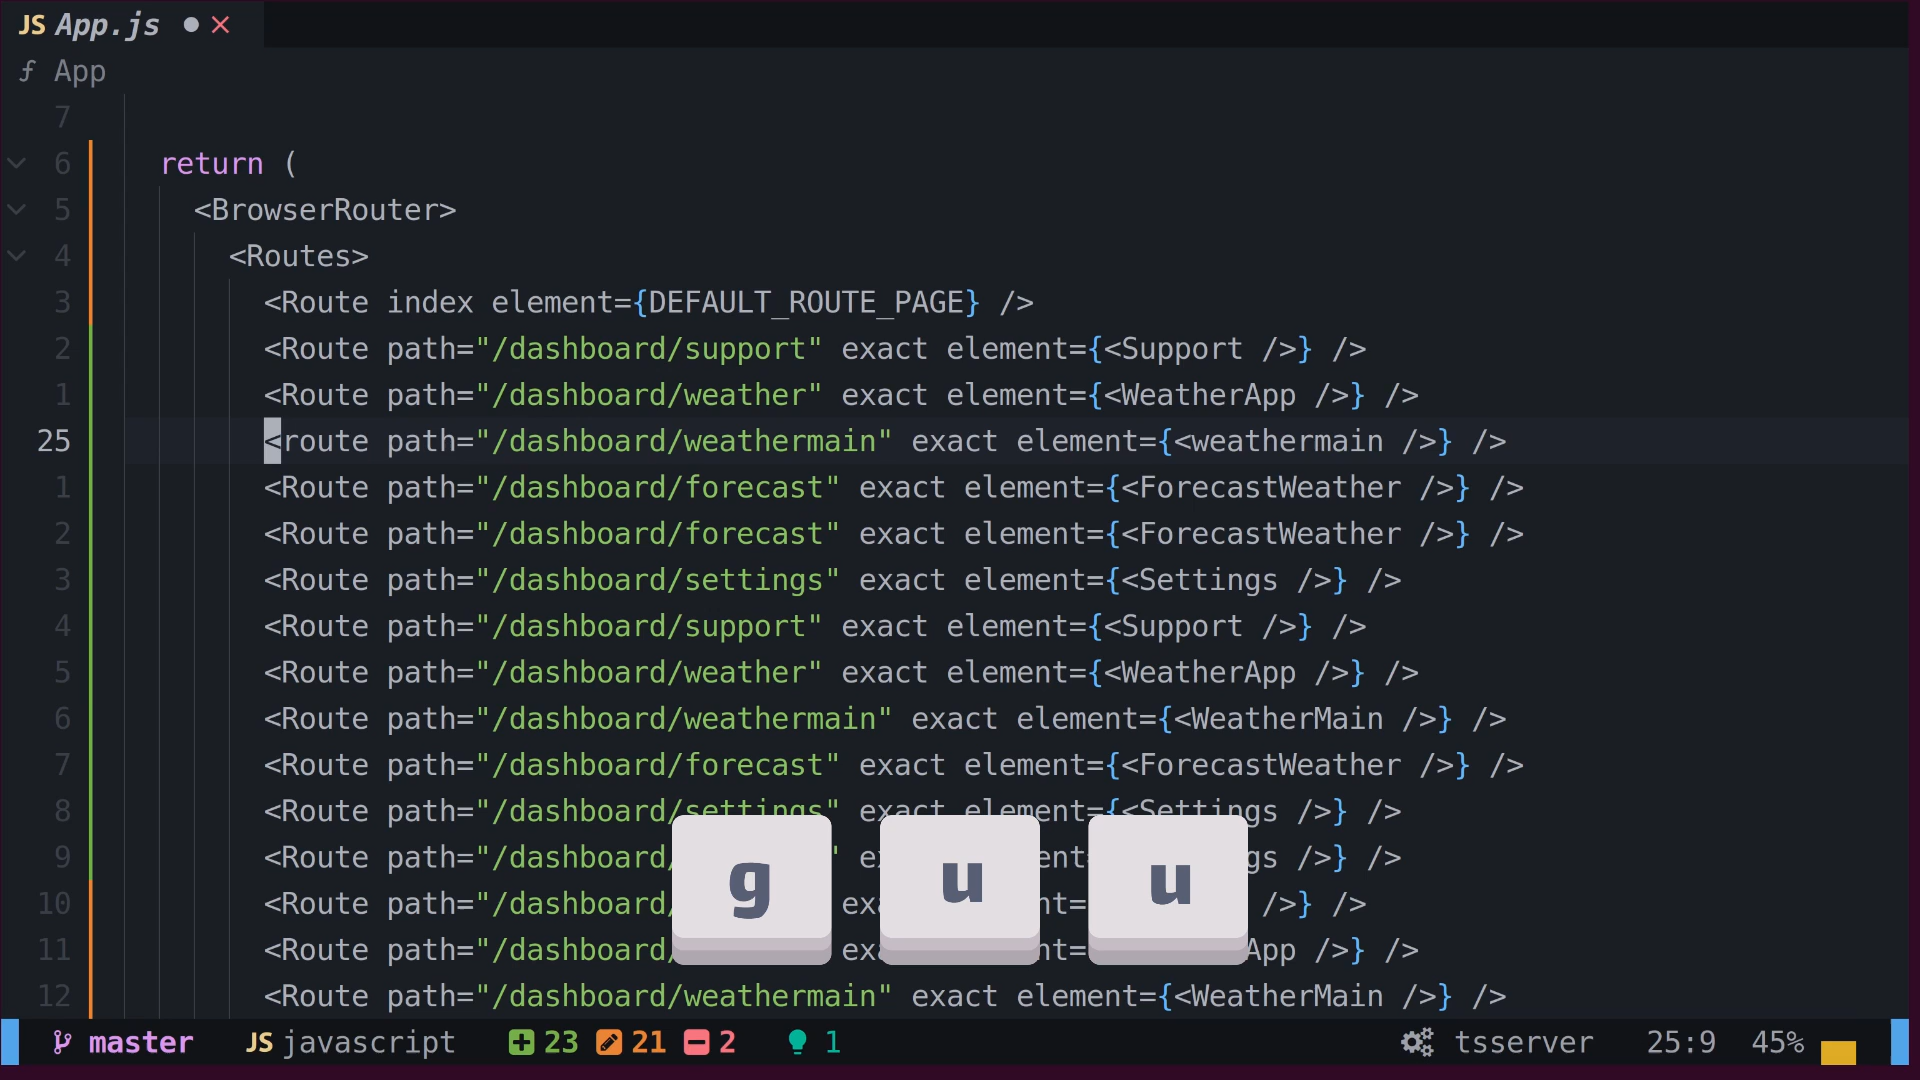 JS App.js
App
7
6 return (
5 <BrowserRouter>
4 <Routes>
3 <Route index element={DEFAULT_ROUTE_PAGE} />
2 <Route path="/dashboard/support" exact element={<Support />} />
1 <Route path="/dashboard/weather" exact element={<WeatherApp />} />
25 <route path="/dashboard/weathermain" exact element={<weathermain />} />
1 <Route path="/dashboard/forecast" exact element={<ForecastWeather />} />
2 <Route path="/dashboard/forecast" exact element={<ForecastWeather />} />
3 <Route path="/dashboard/settings" exact element={<Settings />} />
4 <Route path="/dashboard/support" exact element={<Support />} />
5 <Route path="/dashboard/weather" exact element={<WeatherApp />} />
6 <Route path="/dashboard/weathermain" exact element={<WeatherMain />} />
7 <Route path="/dashboard/forecast" exact element={<ForecastWeather />} />
8 <Route path="/dashboard/settings" exact element={<Settings />} />
9 <Route path="/dashboard/ />} />
10 <Route path="/dashboard/ />} />
11 <Route path="/dashboard/ App />} />
12 <Route path="/dashboard/weathermain" exact element={<WeatherMain />} />
g u u
master JS javascript 23 21 2 1 tsserver 25:9 45%